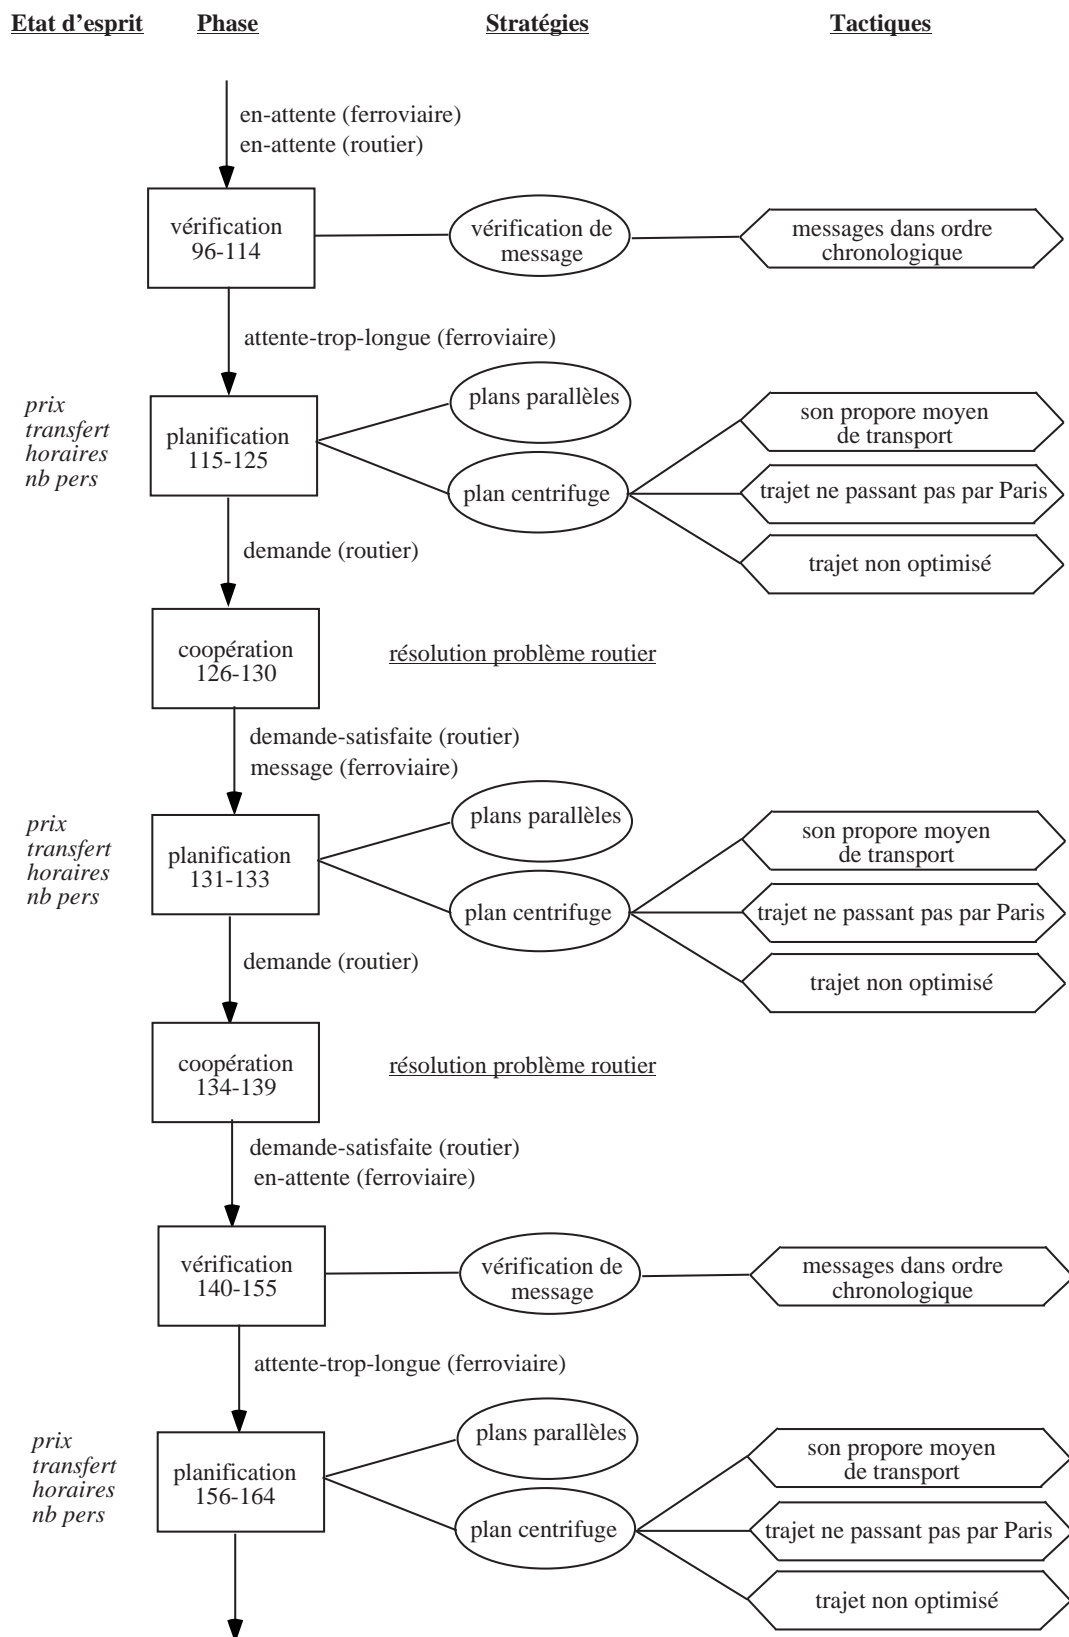 Etat d'esprit Phase Stratégies Tactiques
en-attente (ferroviaire)
en-attente (routier)
vérification
96-114
vérification de
message
messages dans ordre
chronologique
attente-trop-longue (ferroviaire)
prix
transfert
horaires
nb pers
planification
115-125
plans parallèles
plan centrifuge
son propore moyen
de transport
trajet ne passant pas par Paris
trajet non optimisé
demande (routier)
coopération
126-130
résolution problème routier
demande-satisfaite (routier)
message (ferroviaire)
prix
transfert
horaires
nb pers
planification
131-133
plans parallèles
plan centrifuge
son propore moyen
de transport
trajet ne passant pas par Paris
trajet non optimisé
demande (routier)
coopération
134-139
résolution problème routier
demande-satisfaite (routier)
en-attente (ferroviaire)
vérification
140-155
vérification de
message
messages dans ordre
chronologique
attente-trop-longue (ferroviaire)
prix
transfert
horaires
nb pers
planification
156-164
plans parallèles
plan centrifuge
son propore moyen
de transport
trajet ne passant pas par Paris
trajet non optimisé